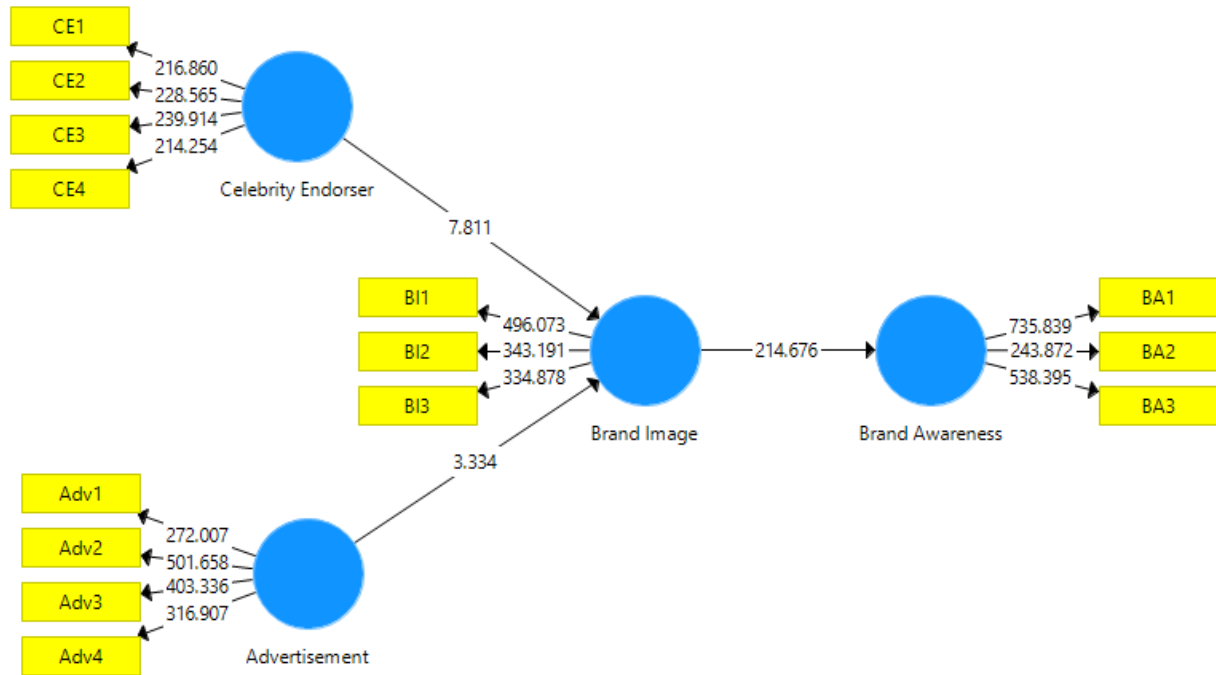 CE1
216.860
CE2
228.565
CE3
239.914
CE4
214.254
Celebrity Endorser
7.811
BI1
496.073
BI2
343.191
BI3
334.878
Brand Image
214.676
BA1
735.839
BA2
243.872
BA3
538.395
Brand Awareness
3.334
Adv1
272.007
Adv2
501.658
Adv3
403.336
Adv4
316.907
Advertisement